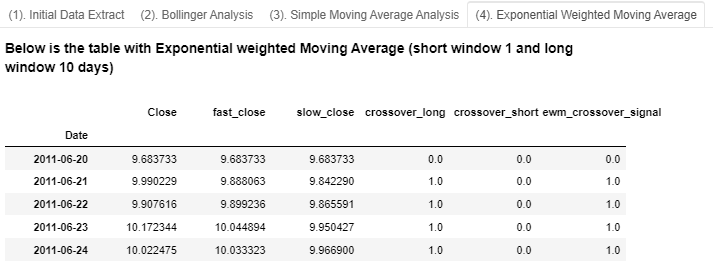 (1). Initial Data Extract (2). Bollinger Analysis (3). Simple Moving Average Analysis (4). Exponential Weighted Moving Average
Below is the table with Exponential weighted Moving Average (short window 1 and long
window 10 days)
Close fast_close slow_close crossover_long crossover_short ewm_crossover_signal
Date
2011-06-20 9.683733 9.683733 9.683733 0.0 0.0 0.0
2011-06-21 9.990229 9.888063 9.842290 1.0 0.0 1.0
2011-06-22 9.907616 9.899236 9.865591 1.0 0.0 1.0
2011-06-23 10.172344 10.044894 9.950427 1.0 0.0 1.0
2011-06-24 10.022475 10.033323 9.966900 1.0 0.0 1.0